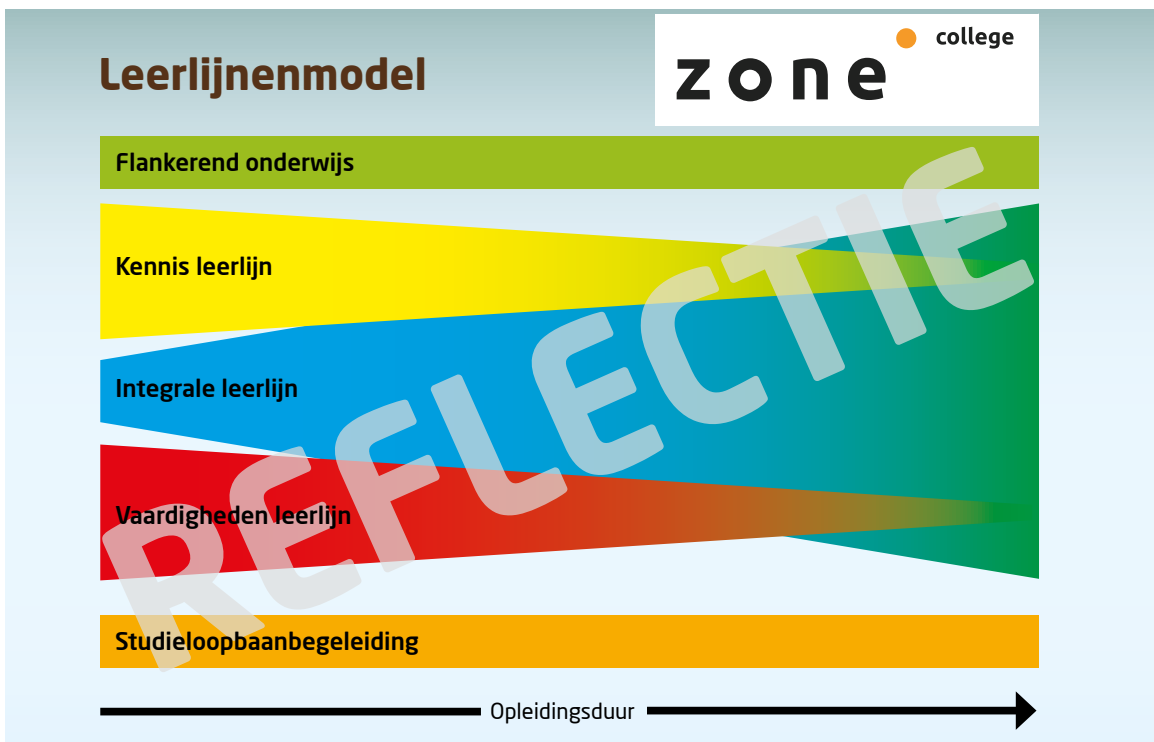 Leerlijnenmodel
zone college
Flankerend onderwijs
Kennis leerlijn
Integrale leerlijn
Vaardigheden leerlijn
REFLECTIE
Studieloopbaanbegeleiding
Opleidingsduur